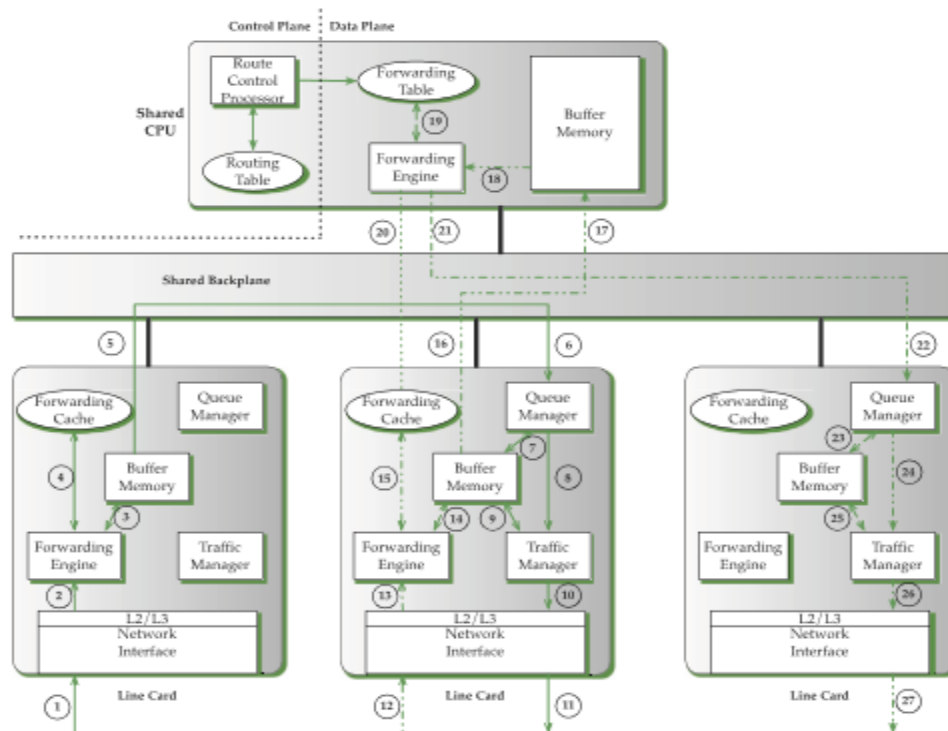 Control Plane
Data Plane
Route
Control
Processor
Forwarding
Table
Buffer
Memory
Shared
CPU
19
Routing
Table
Forwarding
Engine
18
20
21
17
Shared Backplane
5
16
6
22
Forwarding
Cache
Queue
Manager
Forwarding
Cache
Queue
Manager
Forwarding
Cache
Queue
Manager
4
Buffer
Memory
3
15
Buffer
Memory
7
8
14
9
23
Buffer
Memory
24
25
Forwarding
Engine
Traffic
Manager
Forwarding
Engine
Traffic
Manager
Forwarding
Engine
Traffic
Manager
2
13
10
26
L2/L3
Network
Interface
L2/L3
Network
Interface
L2/L3
Network
Interface
1
Line Card
12
Line Card
11
Line Card
27